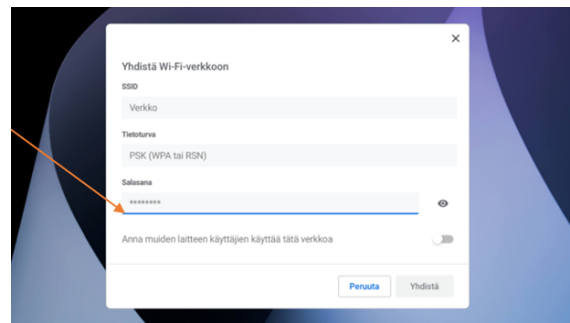 Yhdistä Wi-Fi-verkkoon
SSID
Verkko
Tietoturva
PSK (WPA tai RSN)
Salasana
********
Anna muiden laitteen käyttäjien käyttää tätä verkkoa
Peruuta Yhdistä